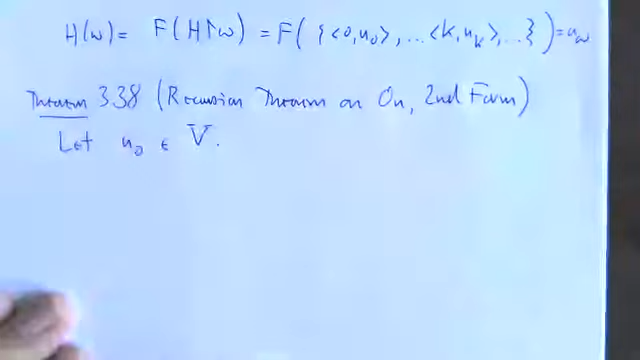 H(ω) = F(H↾ω) = F( {<0,u₀>, ... <k,u_k>, ...} ) = u_ω
Theorem 3.38 (Recursion Theorem on On, 2nd Form)
Let u₀ ∈ V.